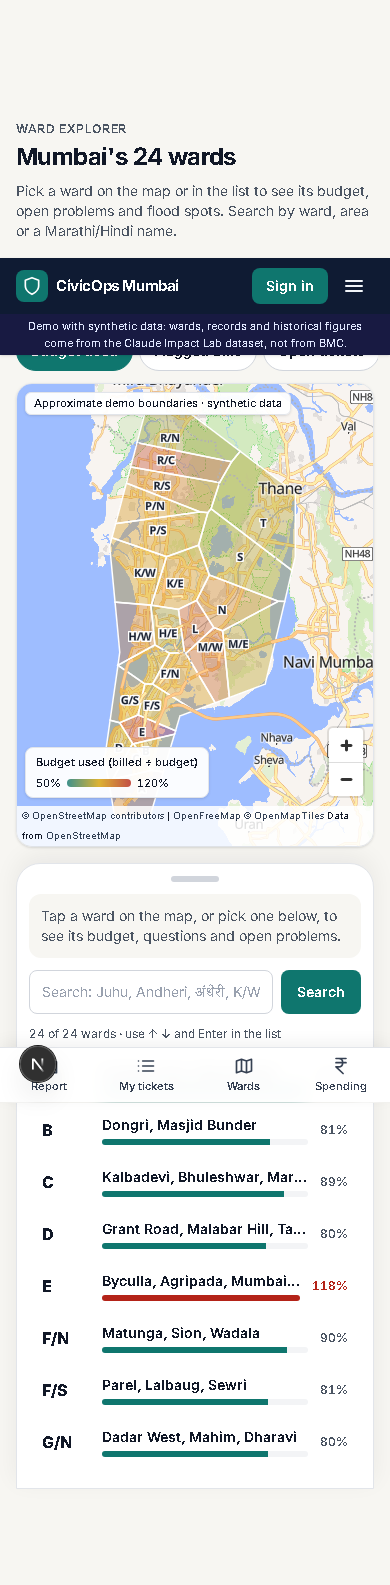 WARD EXPLORER
Mumbai's 24 wards
Pick a ward on the map or in the list to see its budget,
open problems and flood spots. Search by ward, area
or a Marathi/Hindi name.
CivicOps Mumbai
Sign in
Demo with synthetic data: wards, records and historical figures
come from the Claude Impact Lab dataset, not from BMC.
Approximate demo boundaries · synthetic data
NH8
Val
R/N
R/C
Thane
R/S
P/N
T
P/S
NH48
S
K/W
K/E
N
L
H/W
H/E
M/W
M/E
Navi Mumba
F/N
G/S
F/S
E
Nhava
Sheva
Budget used (billed ÷ budget)
50%
120%
Uran
© OpenStreetMap contributors | OpenFreeMap © OpenMapTiles Data
from OpenStreetMap
Tap a ward on the map, or pick one below, to
see its budget, questions and open problems.
Search: Juhu, Andheri, अंधेरी, K/W
Search
24 of 24 wards · use ↑ ↓ and Enter in the list
N
Report
My tickets
Wards
Spending
B
Dongri, Masjid Bunder
81%
C
Kalbadevi, Bhuleshwar, Mar...
89%
D
Grant Road, Malabar Hill, Ta...
80%
E
Byculla, Agripada, Mumbai...
118%
F/N
Matunga, Sion, Wadala
90%
F/S
Parel, Lalbaug, Sewri
81%
G/N
Dadar West, Mahim, Dharavi
80%